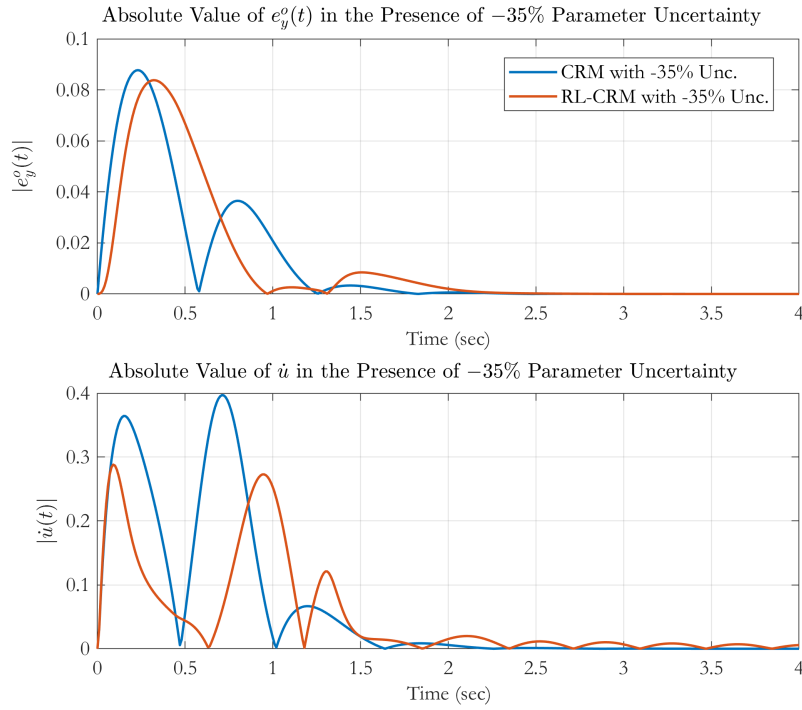 Absolute Value of $e_y^o(t)$ in the Presence of −35% Parameter Uncertainty
0.1
0.08
0.06
0.04
0.02
0
$|e_y^o(t)|$
CRM with -35% Unc.
RL-CRM with -35% Unc.
0 0.5 1 1.5 2 2.5 3 3.5 4
Time (sec)
Absolute Value of $\dot{u}$ in the Presence of −35% Parameter Uncertainty
0.4
0.3
0.2
0.1
0
$|\dot{u}(t)|$
0 0.5 1 1.5 2 2.5 3 3.5 4
Time (sec)